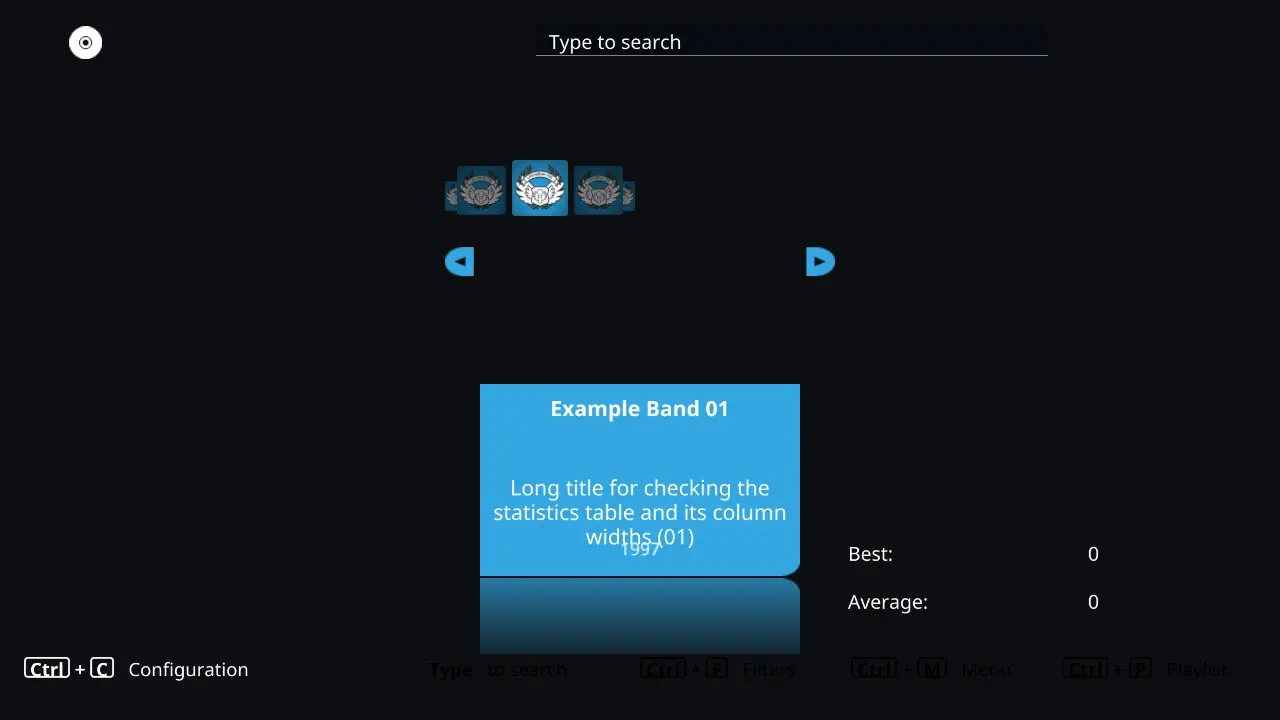 Type to search
Example Band 01
Long title for checking the
statistics table and its column
widths (01)
1997
Best: 0
Average: 0
Ctrl + C Configuration
Type to search
Ctrl + F Filters
Ctrl + M Menu
Ctrl + P Playlist